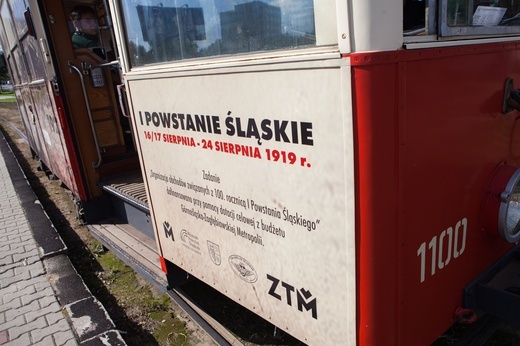 I POWSTANIE ŚLĄSKIE
16/17 SIERPNIA - 24 SIERPNIA 1919 r.
Zadanie
"Organizacja obchodów związanych z 100. rocznicą I Powstania Śląskiego"
dofinansowano przy pomocy dotacji celowej z budżetu
Górnośląsko-Zagłębiowskiej Metropolii.
ZTM
1100